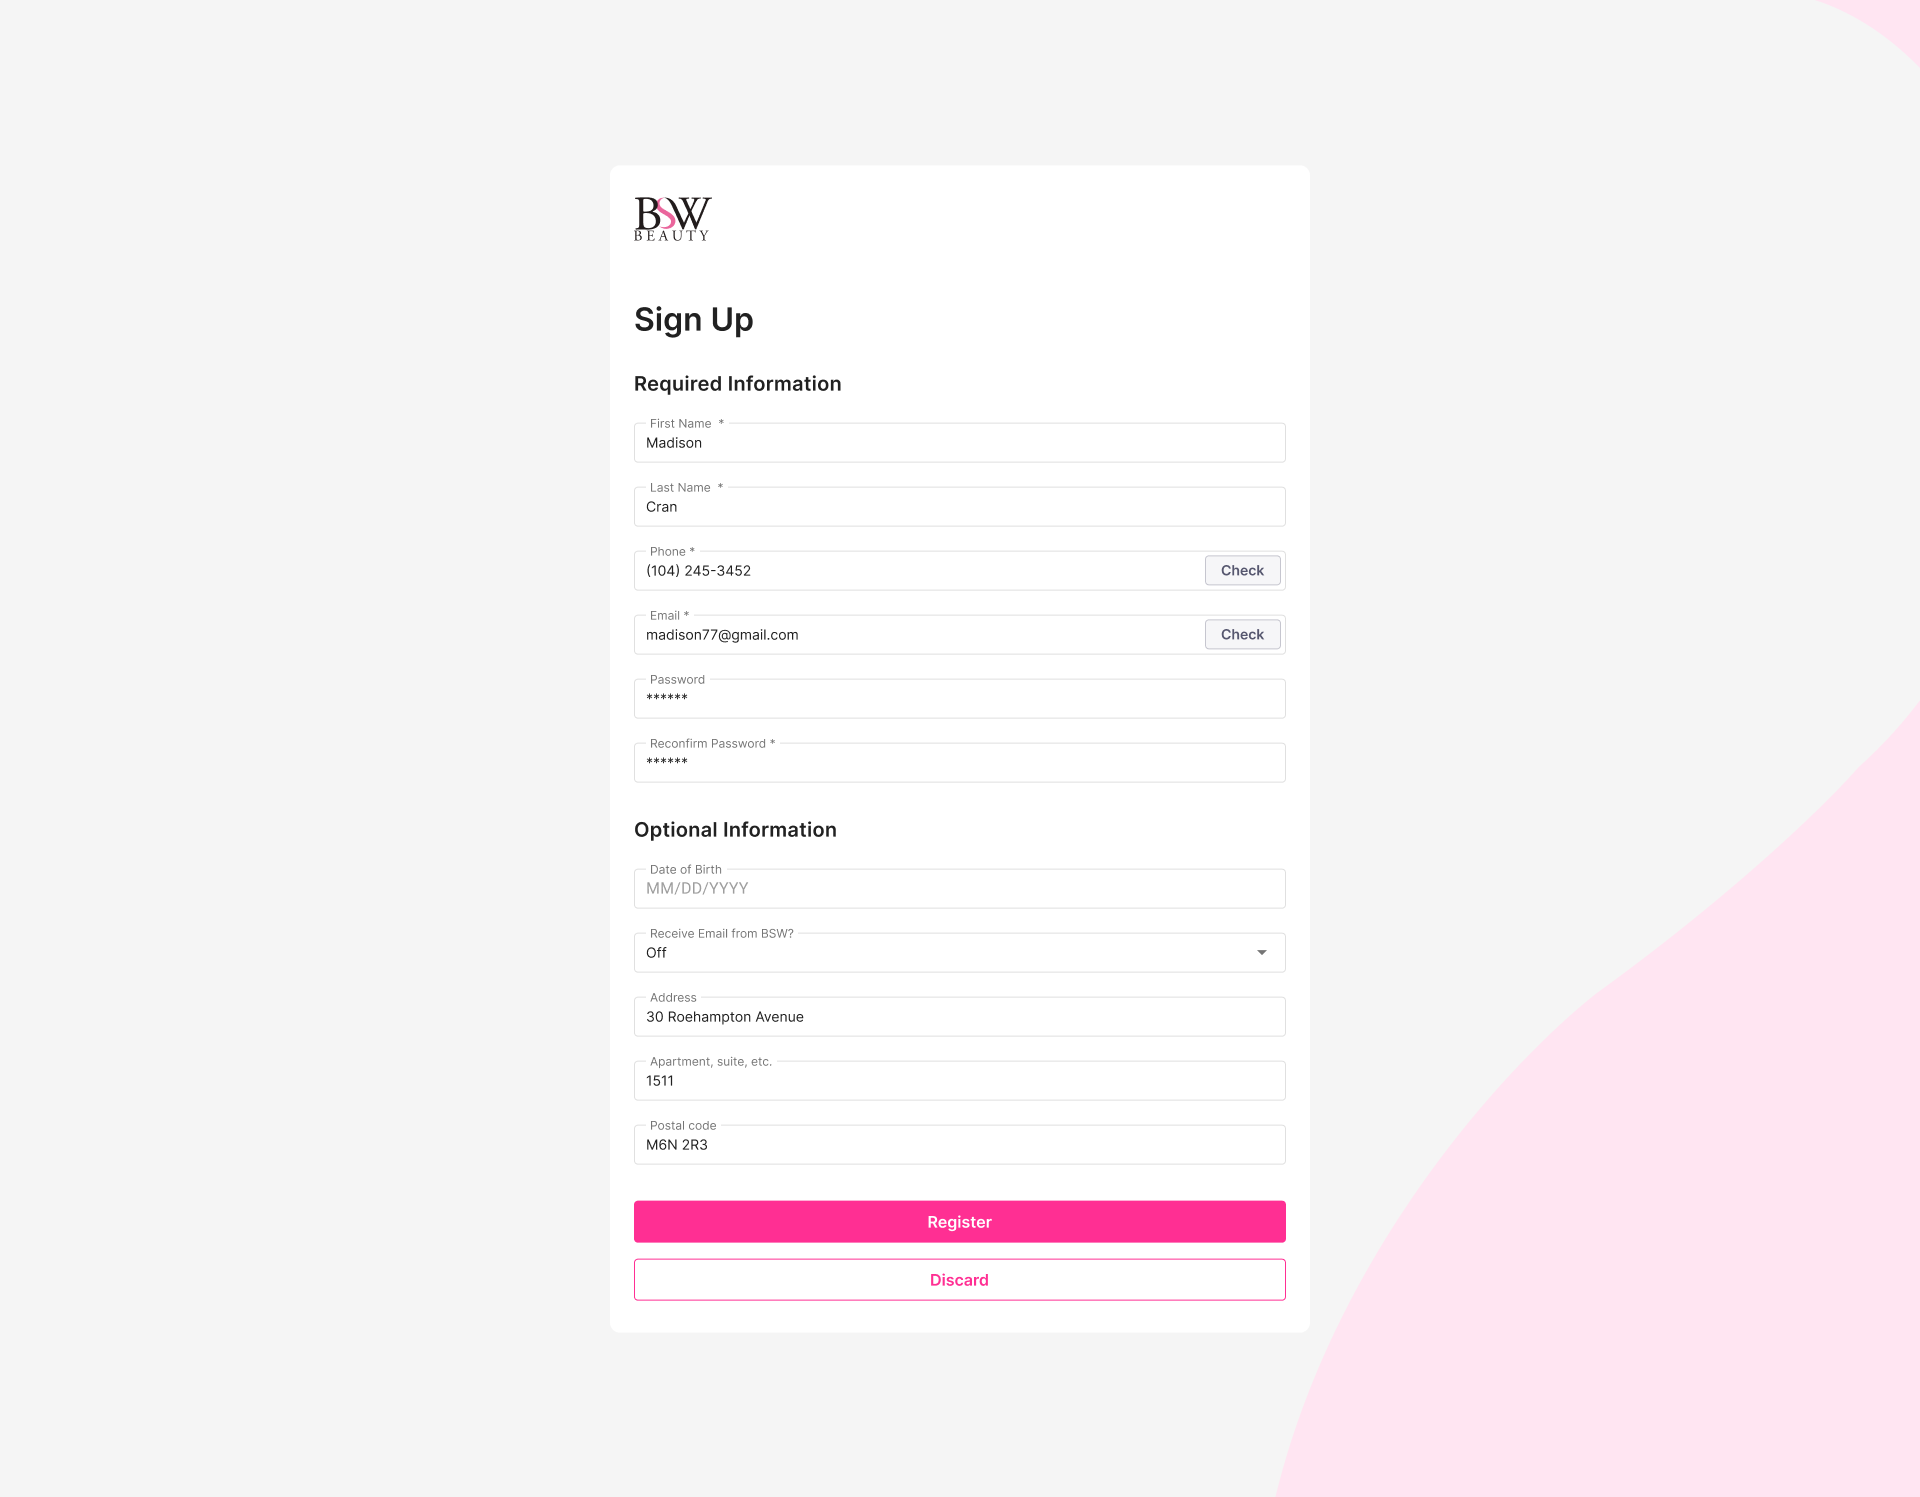 BSW
BEAUTY
Sign Up
Required Information
First Name *
Madison
Last Name *
Cran
Phone *
(104) 245-3452
Check
Email *
madison77@gmail.com
Check
Password
******
Reconfirm Password *
******
Optional Information
Date of Birth
MM/DD/YYYY
Receive Email from BSW?
Off
Address
30 Roehampton Avenue
Apartment, suite, etc.
1511
Postal code
M6N 2R3
Register
Discard